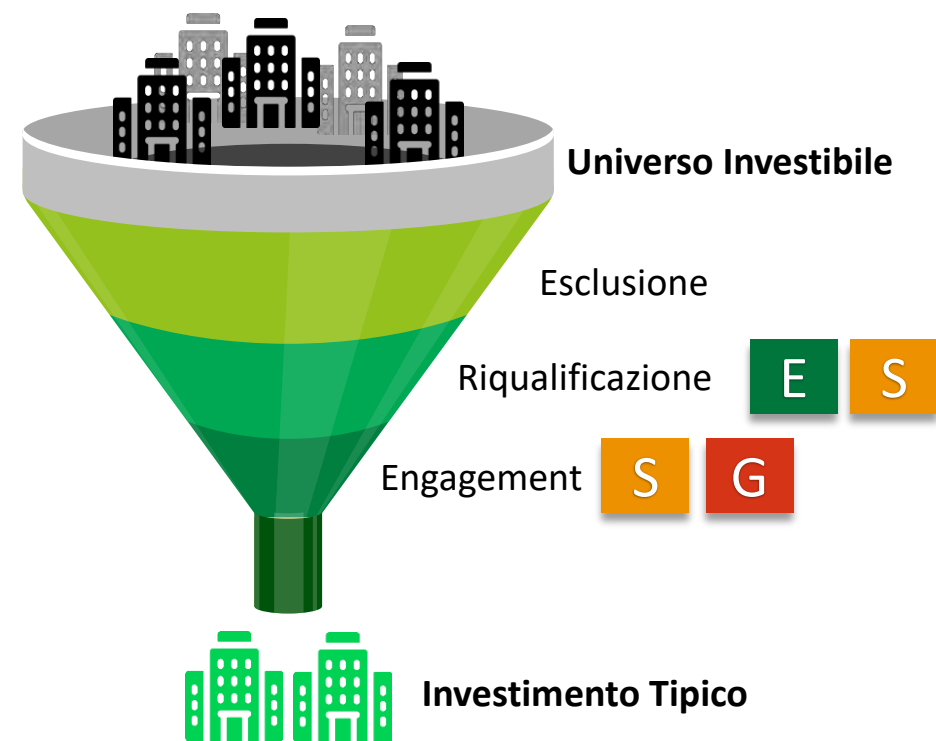 Universo Investibile
Esclusione
Riqualificazione E S
Engagement S G
Investimento Tipico